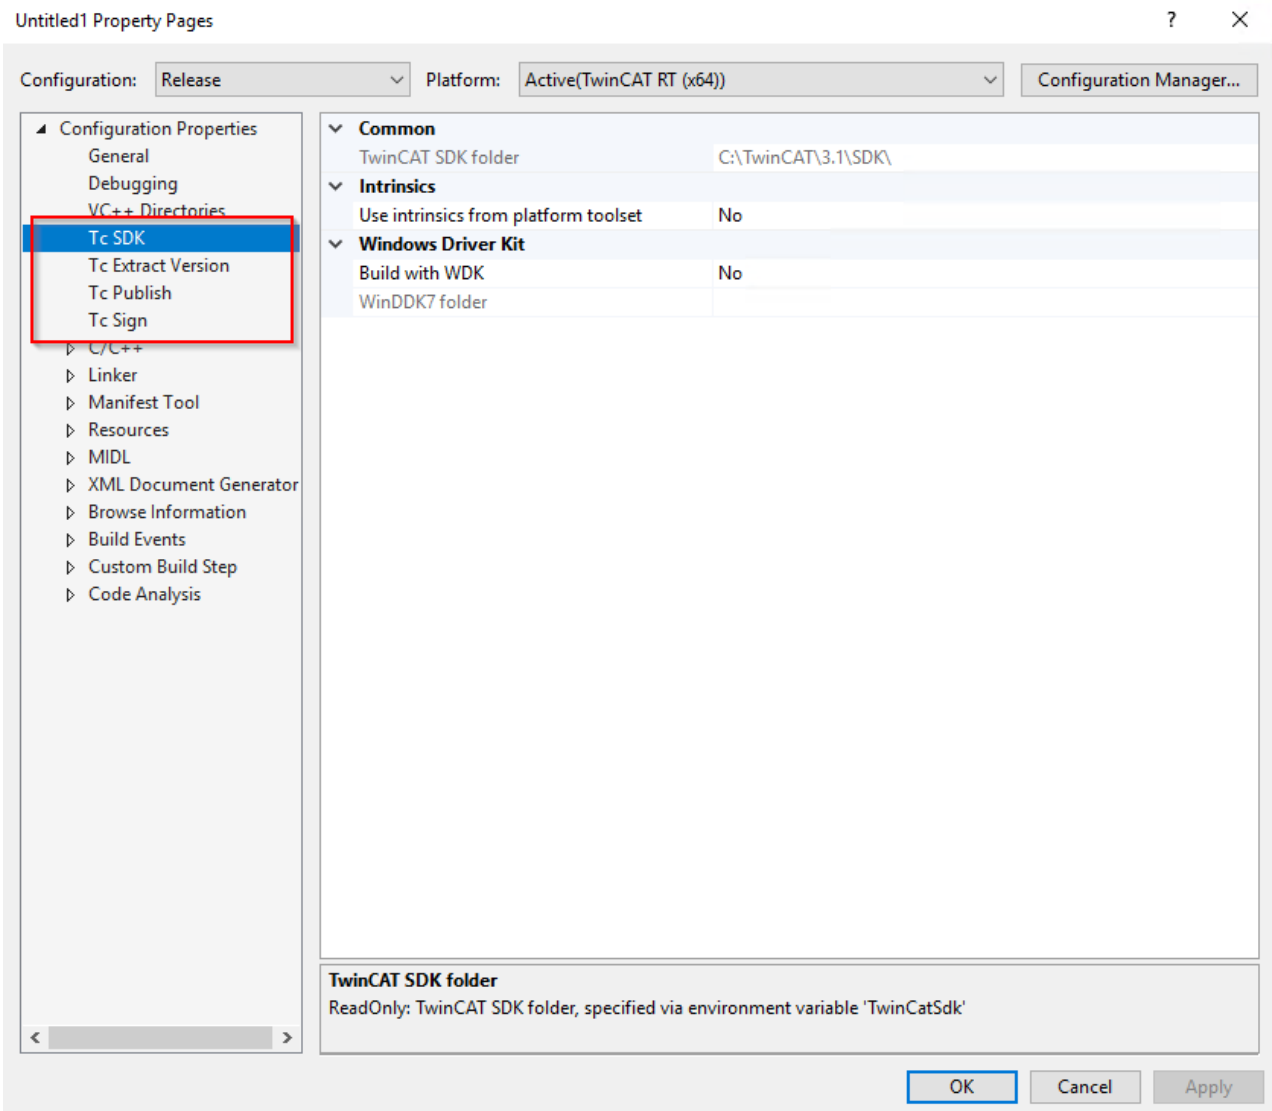 Untitled1 Property Pages
Configuration: Release Platform: Active(TwinCAT RT (x64)) Configuration Manager...
Configuration Properties
General
Debugging
VC++ Directories
Tc SDK
Tc Extract Version
Tc Publish
Tc Sign
C/C++
Linker
Manifest Tool
Resources
MIDL
XML Document Generator
Browse Information
Build Events
Custom Build Step
Code Analysis
Common
TwinCAT SDK folder C:\TwinCAT\3.1\SDK\
Intrinsics
Use intrinsics from platform toolset No
Windows Driver Kit
Build with WDK No
WinDDK7 folder
TwinCAT SDK folder
ReadOnly: TwinCAT SDK folder, specified via environment variable 'TwinCatSdk'
OK Cancel Apply